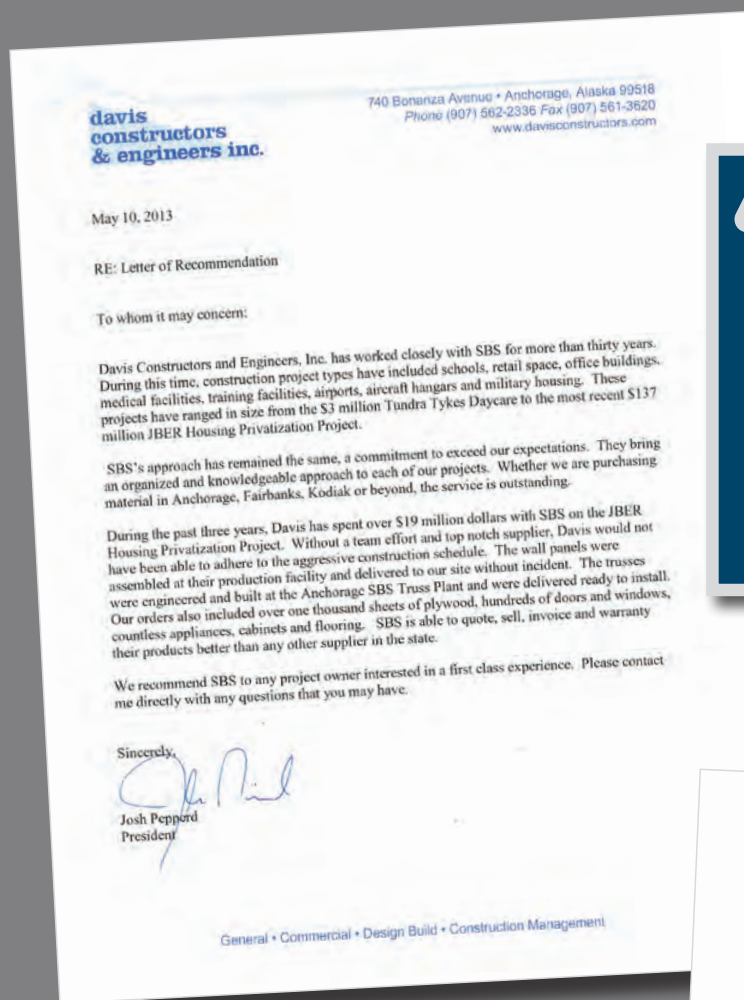 davis
constructors
& engineers inc.
740 Bonanza Avenue • Anchorage, Alaska 99518
Phone (907) 562-2336 Fax (907) 561-3620
www.davisconstructors.com
May 10, 2013
RE: Letter of Recommendation
To whom it may concern:
Davis Constructors and Engineers, Inc. has worked closely with SBS for more than thirty years.
During this time, construction project types have included schools, retail space, office buildings,
medical facilities, training facilities, airports, aircraft hangars and military housing. These
projects have ranged in size from the $3 million Tundra Tykes Daycare to the most recent $137
million JBER Housing Privatization Project.
SBS's approach has remained the same, a commitment to exceed our expectations. They bring
an organized and knowledgeable approach to each of our projects. Whether we are purchasing
material in Anchorage, Fairbanks, Kodiak or beyond, the service is outstanding.
During the past three years, Davis has spent over $19 million dollars with SBS on the JBER
Housing Privatization Project. Without a team effort and top notch supplier, Davis would not
have been able to adhere to the aggressive construction schedule. The wall panels were
assembled at their production facility and delivered to our site without incident. The trusses
were engineered and built at the Anchorage SBS Truss Plant and were delivered ready to install.
Our orders also included over one thousand sheets of plywood, hundreds of doors and windows,
countless appliances, cabinets and flooring. SBS is able to quote, sell, invoice and warranty
their products better than any other supplier in the state.
We recommend SBS to any project owner interested in a first class experience. Please contact
me directly with any questions that you may have.
Sincerely,
Josh Pepperd
President
General • Commercial • Design Build • Construction Management